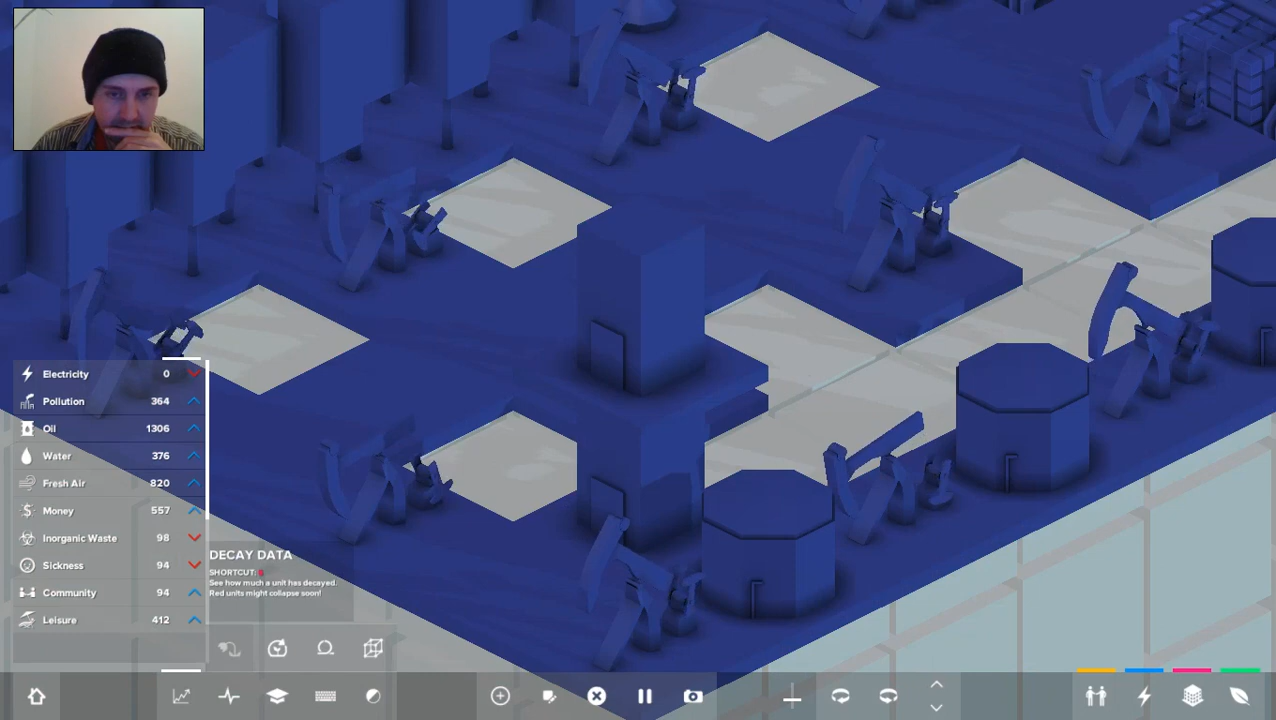 Electricity 0
Pollution 364
Oil 1306
Water 376
Fresh Air 820
Money 557
Inorganic Waste 98
Sickness 94
Community 94
Leisure 412
DECAY DATA
SHORTCUT:
See how much a unit has decayed.
Red units might collapse soon!